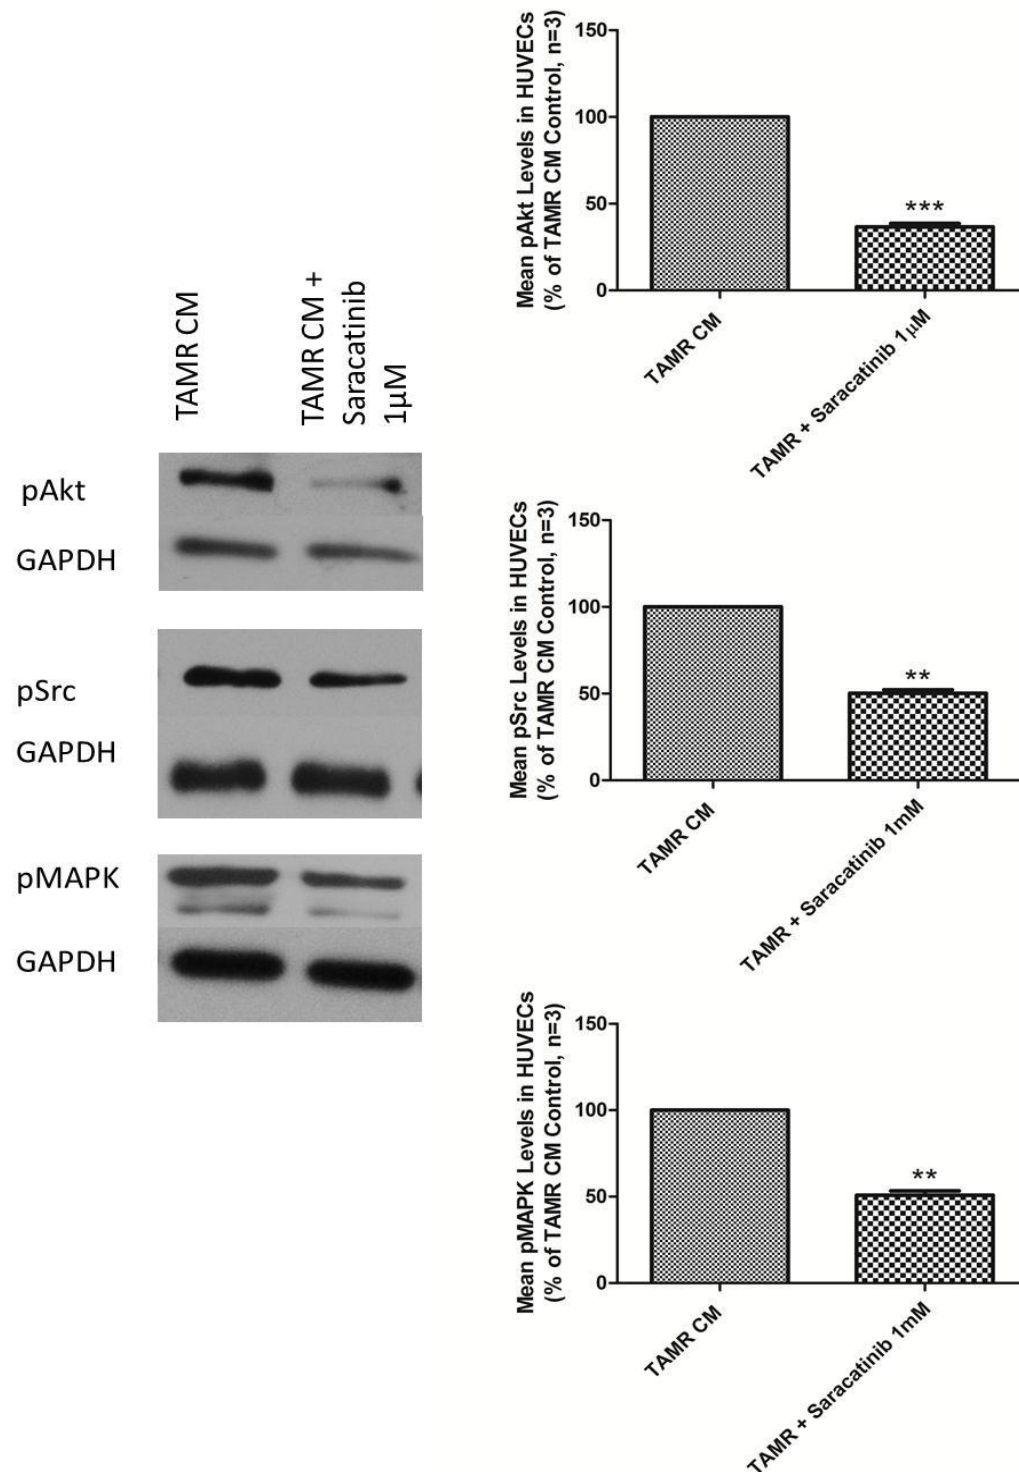 TAMR CM
TAMR CM +
Saracatinib
1µM
pAkt
GAPDH
pSrc
GAPDH
pMAPK
GAPDH
Mean pAkt Levels in HUVECs
(% of TAMR CM Control, n=3)
150
100
50
0
***
TAMR CM
TAMR + Saracatinib 1µM
Mean pSrc Levels in HUVECs
(% of TAMR CM Control, n=3)
150
100
50
0
**
TAMR CM
TAMR + Saracatinib 1mM
Mean pMAPK Levels in HUVECs
(% of TAMR CM Control, n=3)
150
100
50
0
**
TAMR CM
TAMR + Saracatinib 1mM